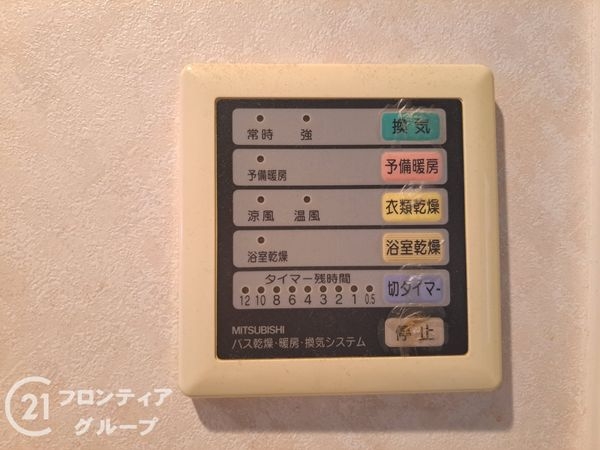 常時 強 換気
予備暖房 予備暖房
涼風 温風 衣類乾燥
浴室乾燥 浴室乾燥
タイマー残時間
12 10 8 6 4 3 2 1 0.5 切タイマー
MITSUBISHI 停止
バス乾燥・暖房・換気システム
C21 フロンティア
グループ